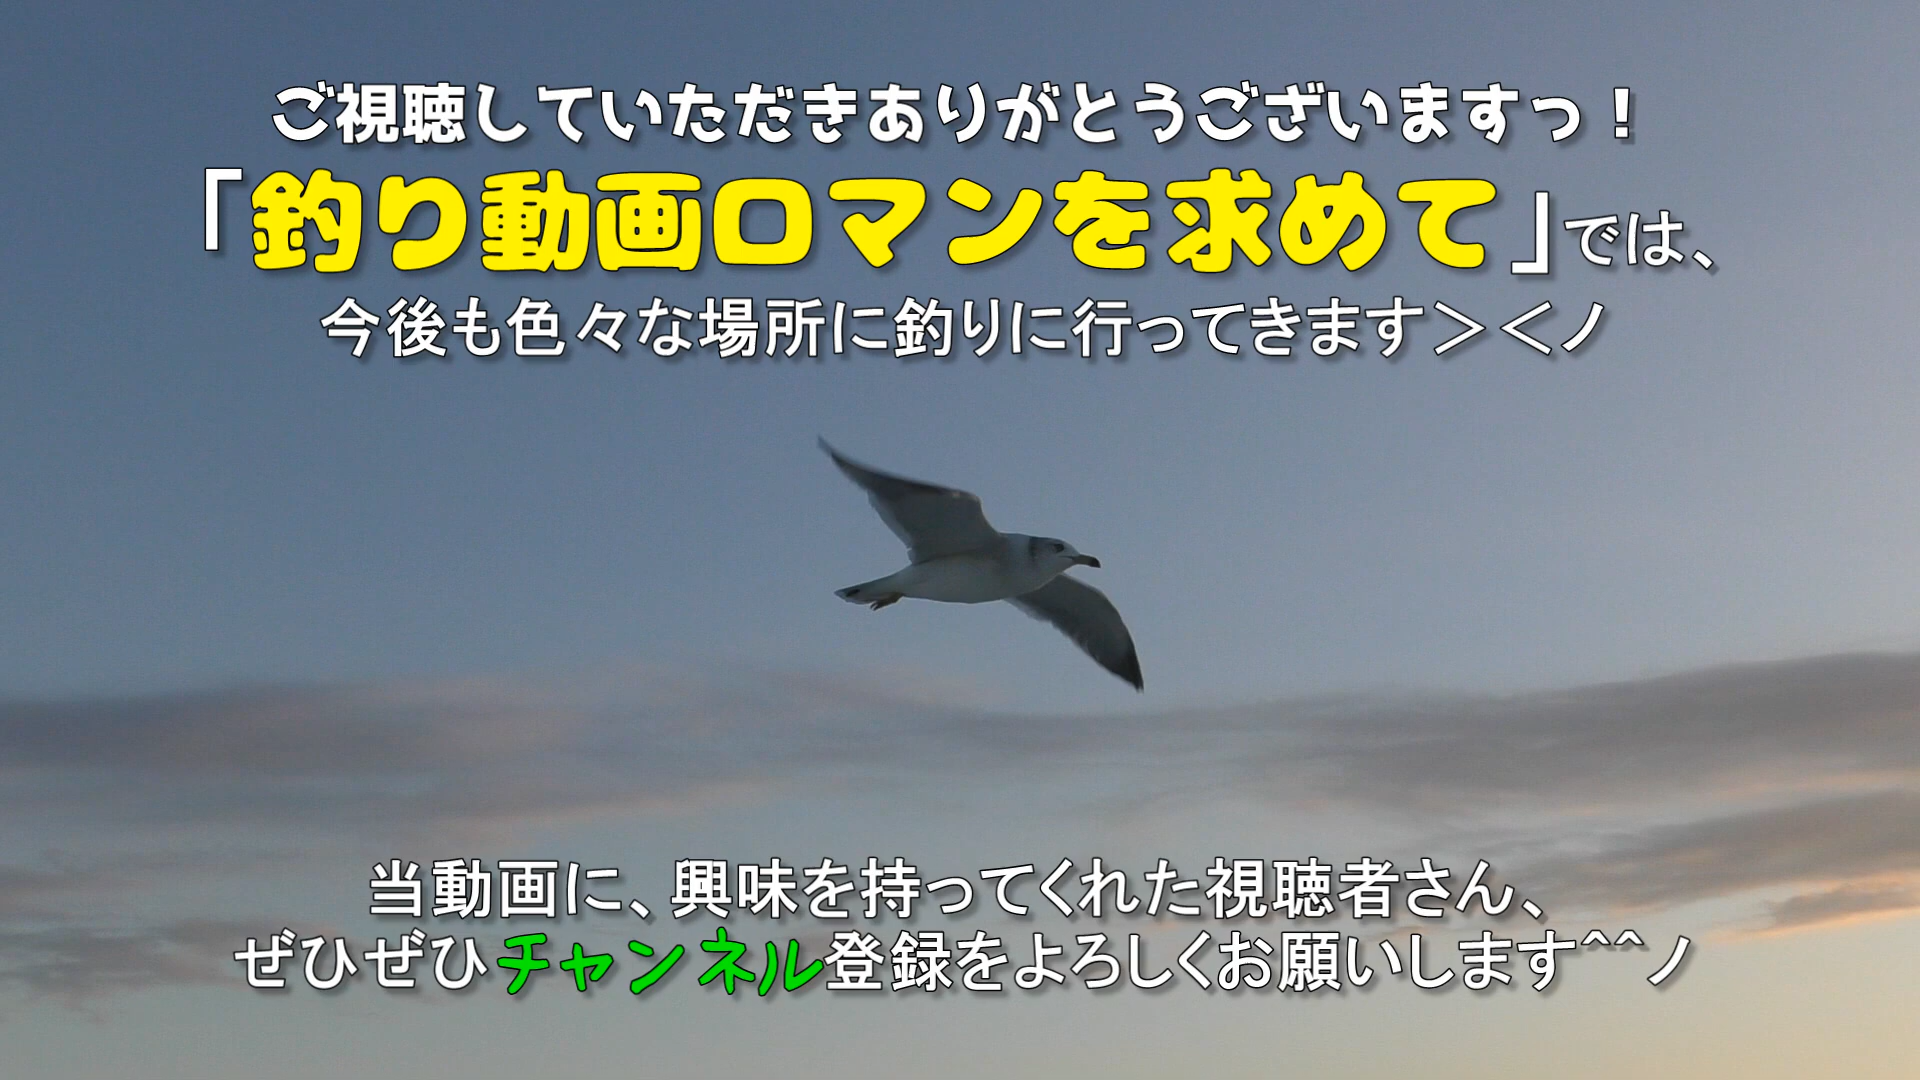 ご視聴していただきありがとうございますっ！
「釣り動画ロマンを求めて」では、
今後も色々な場所に釣りに行ってきます＞＜ノ
当動画に、興味を持ってくれた視聴者さん、
ぜひぜひチャンネル登録をよろしくお願いします^^ノ